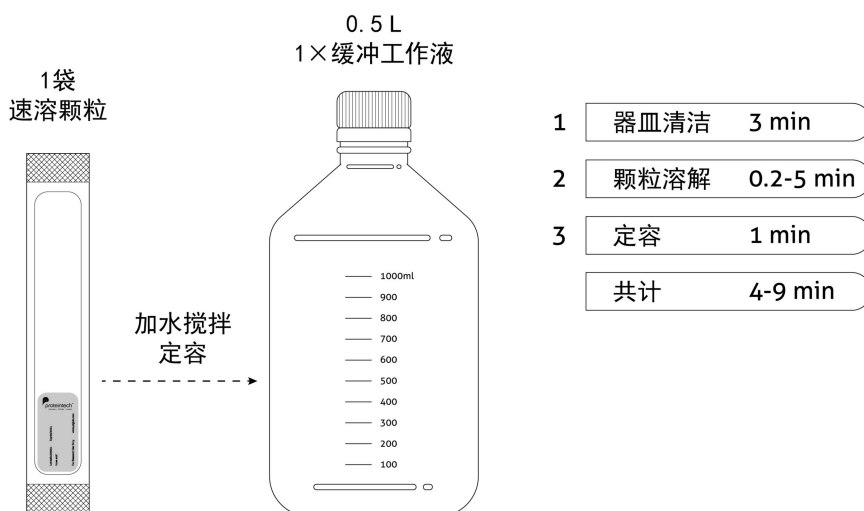 1袋
速溶颗粒
0.5 L
1×缓冲工作液
加水搅拌
定容
proteintech
1000ml
900
800
700
600
500
400
300
200
100
1 器皿清洁 3 min
2 颗粒溶解 0.2-5 min
3 定容 1 min
共计 4-9 min